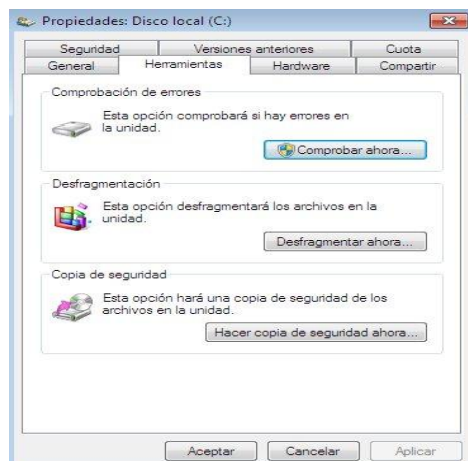 Propiedades: Disco local (C:)
Seguridad Versiones anteriores Cuota
General Herramientas Hardware Compartir
Comprobación de errores
Esta opción comprobará si hay errores en
la unidad.
Comprobar ahora...
Desfragmentación
Esta opción desfragmentará los archivos en la
unidad.
Desfragmentar ahora...
Copia de seguridad
Esta opción hará una copia de seguridad de los
archivos en la unidad.
Hacer copia de seguridad ahora...
Aceptar Cancelar Aplicar